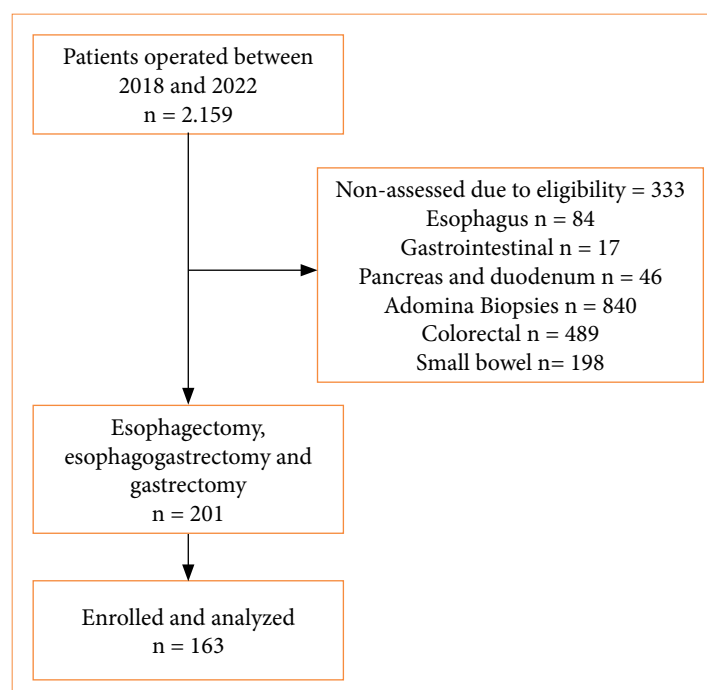 Patients operated between
2018 and 2022
n = 2.159
Non-assessed due to eligibility = 333
Esophagus n = 84
Gastrointestinal n = 17
Pancreas and duodenum n = 46
Adomina Biopsies n = 840
Colorectal n = 489
Small bowel n= 198
Esophagectomy,
esophagogastrectomy and
gastrectomy
n = 201
Enrolled and analyzed
n = 163